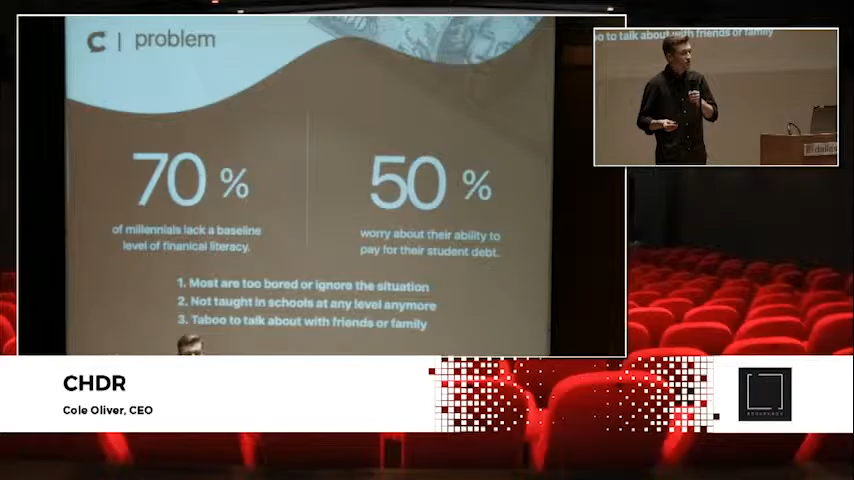 C | problem
70 %
of millennials lack a baseline
level of finanical literacy.
50 %
worry about their ability to
pay for their student debt.
1. Most are too bored or ignore the situation
2. Not taught in schools at any level anymore
3. Taboo to talk about with friends or family
oo to talk about with friends or family
CHDR
Cole Oliver, CEO